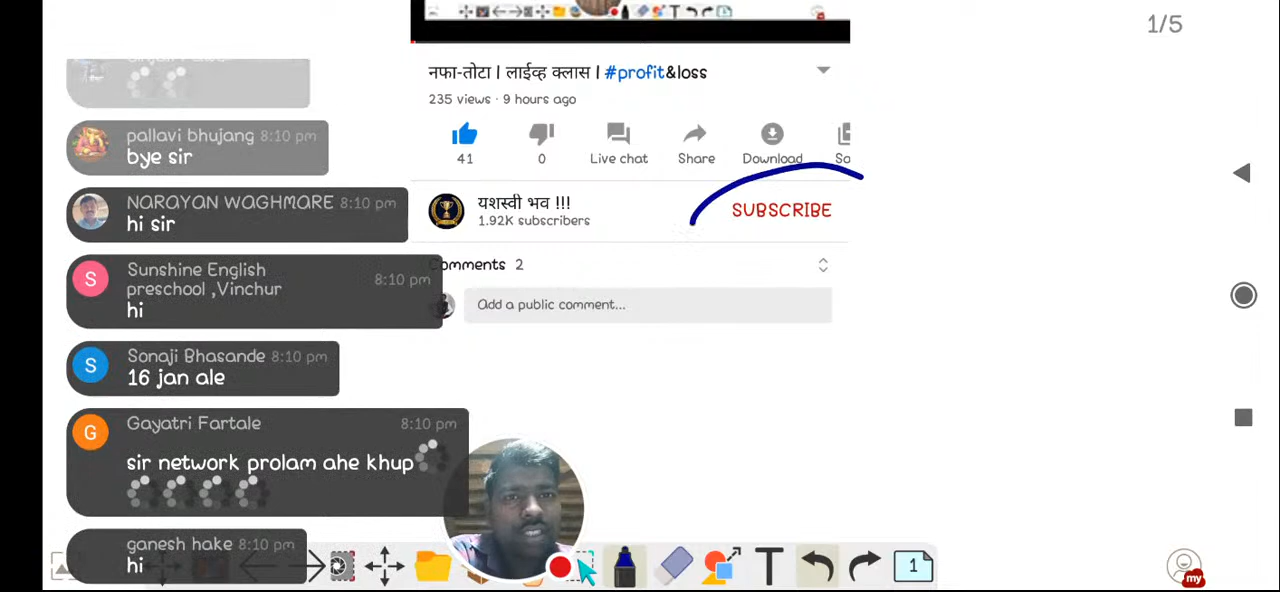 1/5
नफा-तोटा | लाईव्ह क्लास | #profit&loss
235 views · 9 hours ago
41
0
Live chat
Share
Download
यशस्वी भव !!!
1.92K subscribers
SUBSCRIBE
Comments 2
Add a public comment...
pallavi bhujang 8:10 pm
bye sir
NARAYAN WAGHMARE 8:10 pm
hi sir
Sunshine English
preschool ,Vinchur 8:10 pm
S
hi
Sonaji Bhasande 8:10 pm
S
16 jan ale
Gayatri Fartale 8:10 pm
G
sir network prolam ahe khup
ganesh hake 8:10 pm
hi
T
1
my